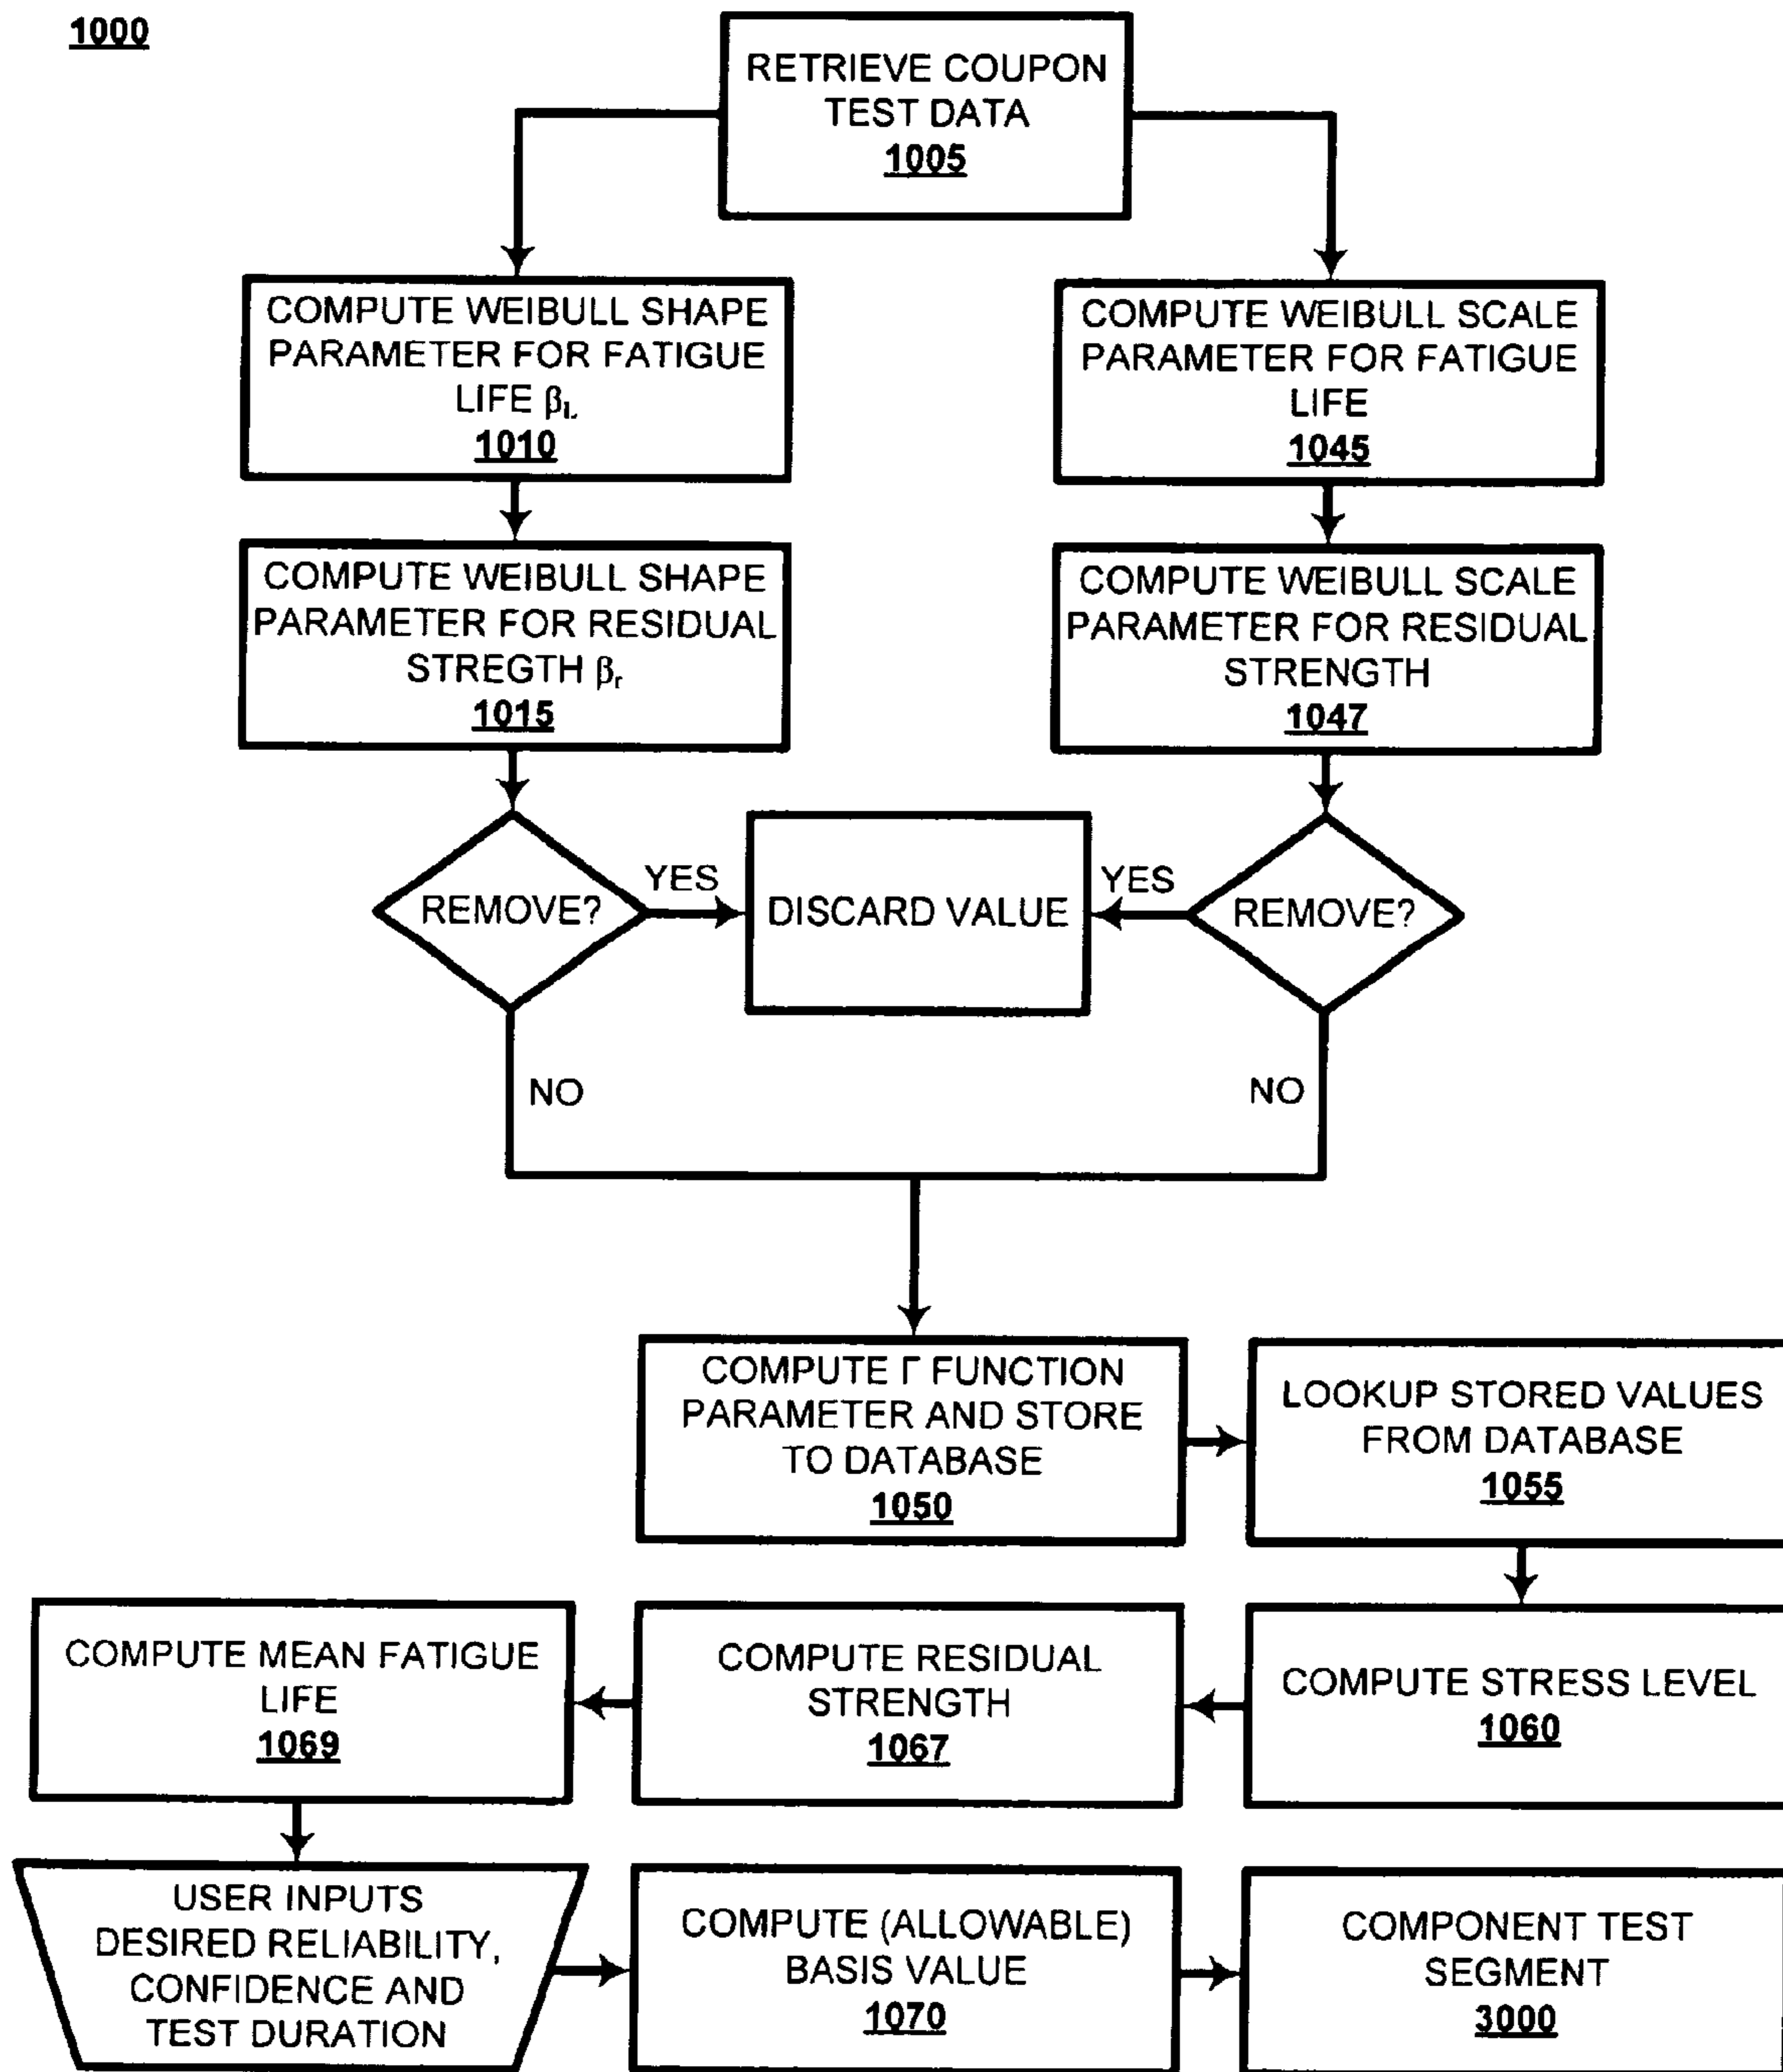 1000
RETRIEVE COUPON
TEST DATA
1005
COMPUTE WEIBULL SHAPE
PARAMETER FOR FATIGUE
LIFE βL
1010
COMPUTE WEIBULL SCALE
PARAMETER FOR FATIGUE
LIFE
1045
COMPUTE WEIBULL SHAPE
PARAMETER FOR RESIDUAL
STREGTH βr
1015
COMPUTE WEIBULL SCALE
PARAMETER FOR RESIDUAL
STRENGTH
1047
REMOVE?
YES
DISCARD VALUE
YES
REMOVE?
NO
NO
COMPUTE Γ FUNCTION
PARAMETER AND STORE
TO DATABASE
1050
LOOKUP STORED VALUES
FROM DATABASE
1055
COMPUTE STRESS LEVEL
1060
COMPUTE RESIDUAL
STRENGTH
1067
COMPUTE MEAN FATIGUE
LIFE
1069
USER INPUTS
DESIRED RELIABILITY,
CONFIDENCE AND
TEST DURATION
COMPUTE (ALLOWABLE)
BASIS VALUE
1070
COMPONENT TEST
SEGMENT
3000